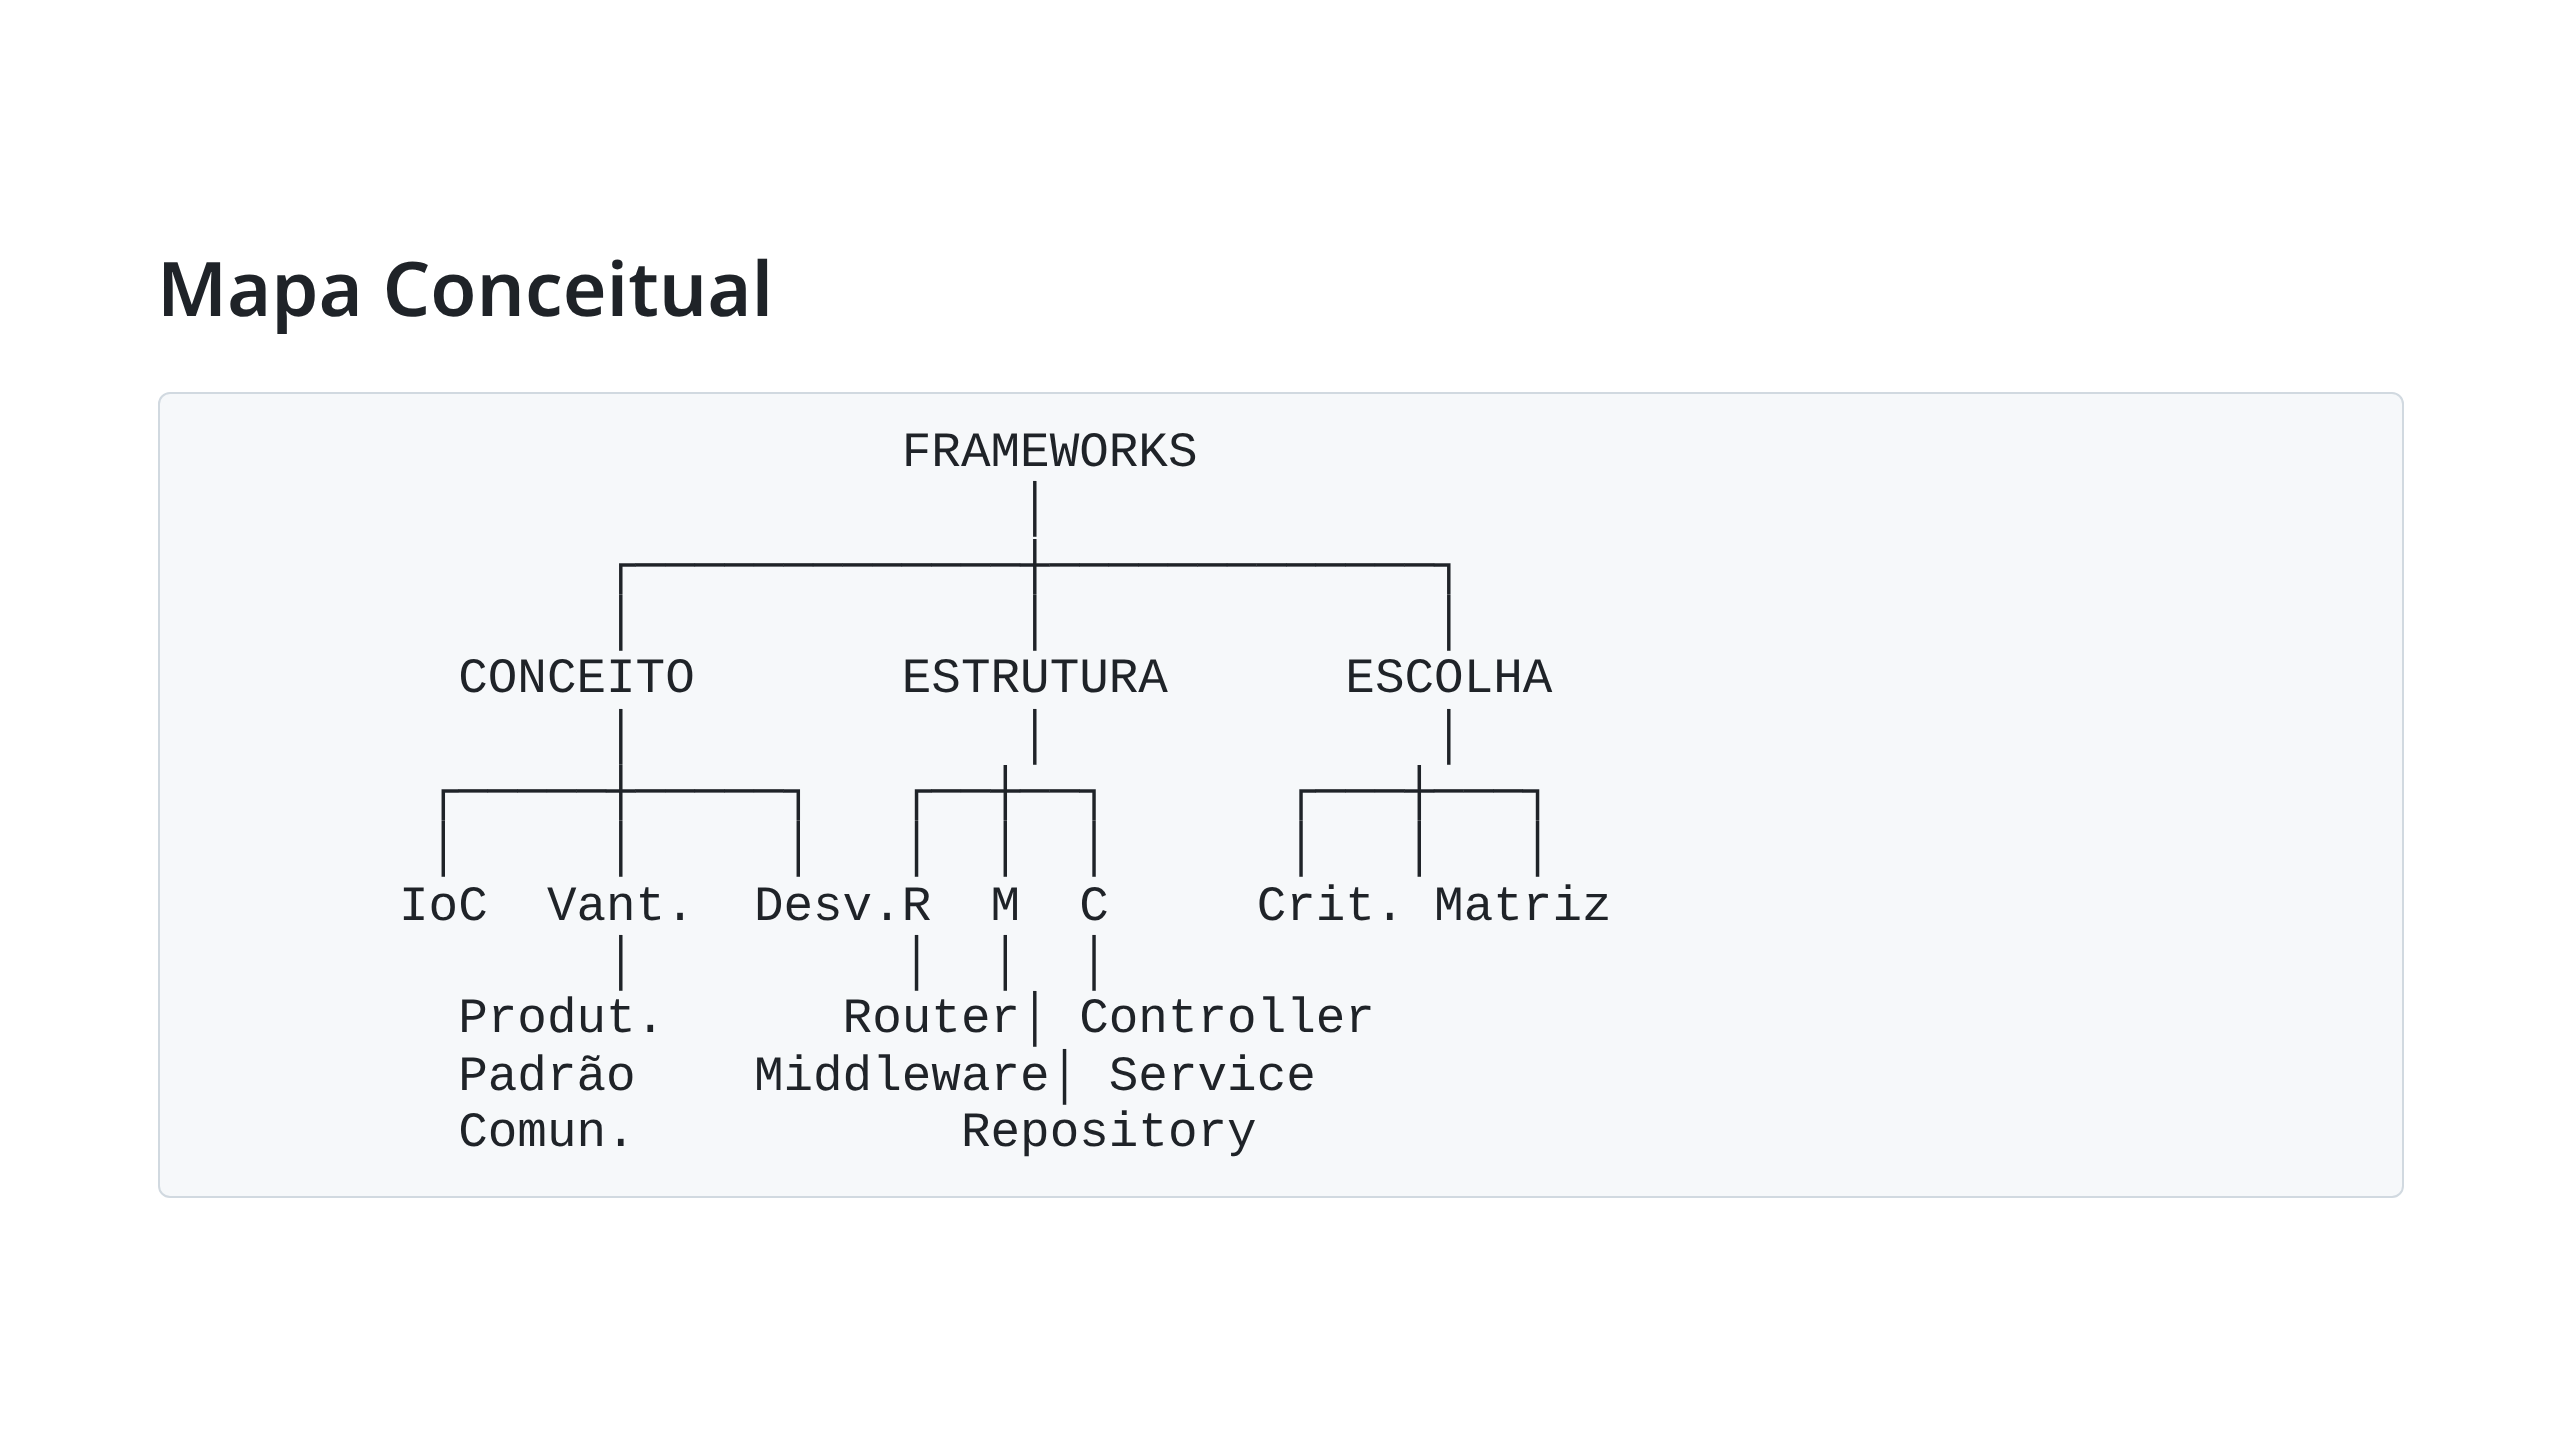 Mapa Conceitual
FRAMEWORKS
CONCEITO ESTRUTURA ESCOLHA
IoC Vant. Desv.R M C Crit. Matriz
Produt. Router│ Controller
Padrão Middleware│ Service
Comun. Repository